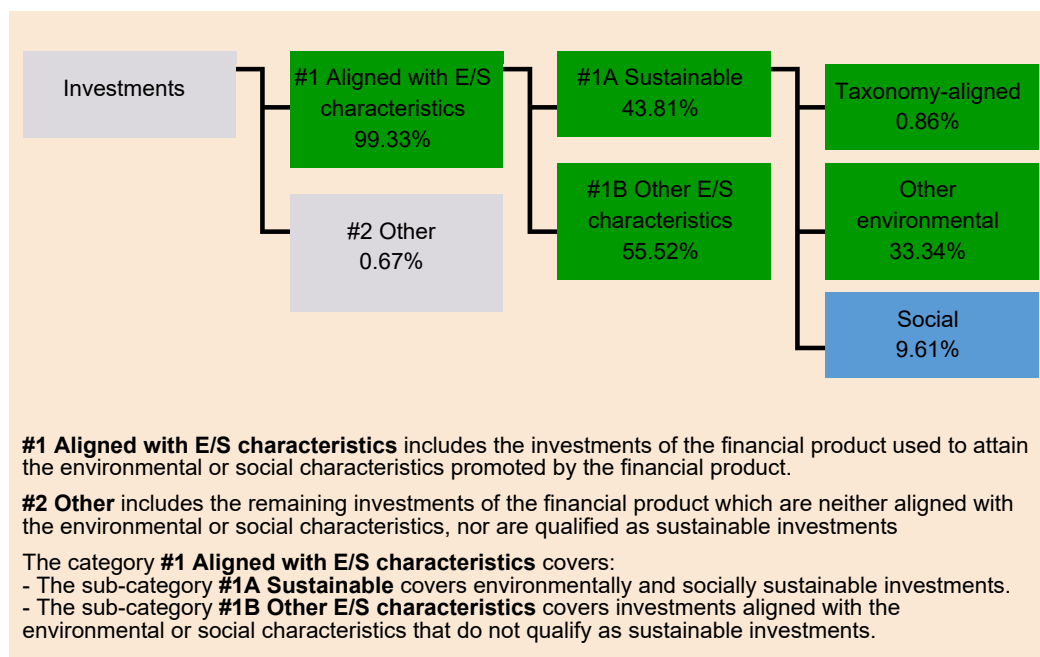 Investments
#1 Aligned with E/S
characteristics
99.33%
#2 Other
0.67%
#1A Sustainable
43.81%
#1B Other E/S
characteristics
55.52%
Taxonomy-aligned
0.86%
Other
environmental
33.34%
Social
9.61%
#1 Aligned with E/S characteristics includes the investments of the financial product used to attain
the environmental or social characteristics promoted by the financial product.
#2 Other includes the remaining investments of the financial product which are neither aligned with
the environmental or social characteristics, nor are qualified as sustainable investments
The category #1 Aligned with E/S characteristics covers:
- The sub-category #1A Sustainable covers environmentally and socially sustainable investments.
- The sub-category #1B Other E/S characteristics covers investments aligned with the
environmental or social characteristics that do not qualify as sustainable investments.